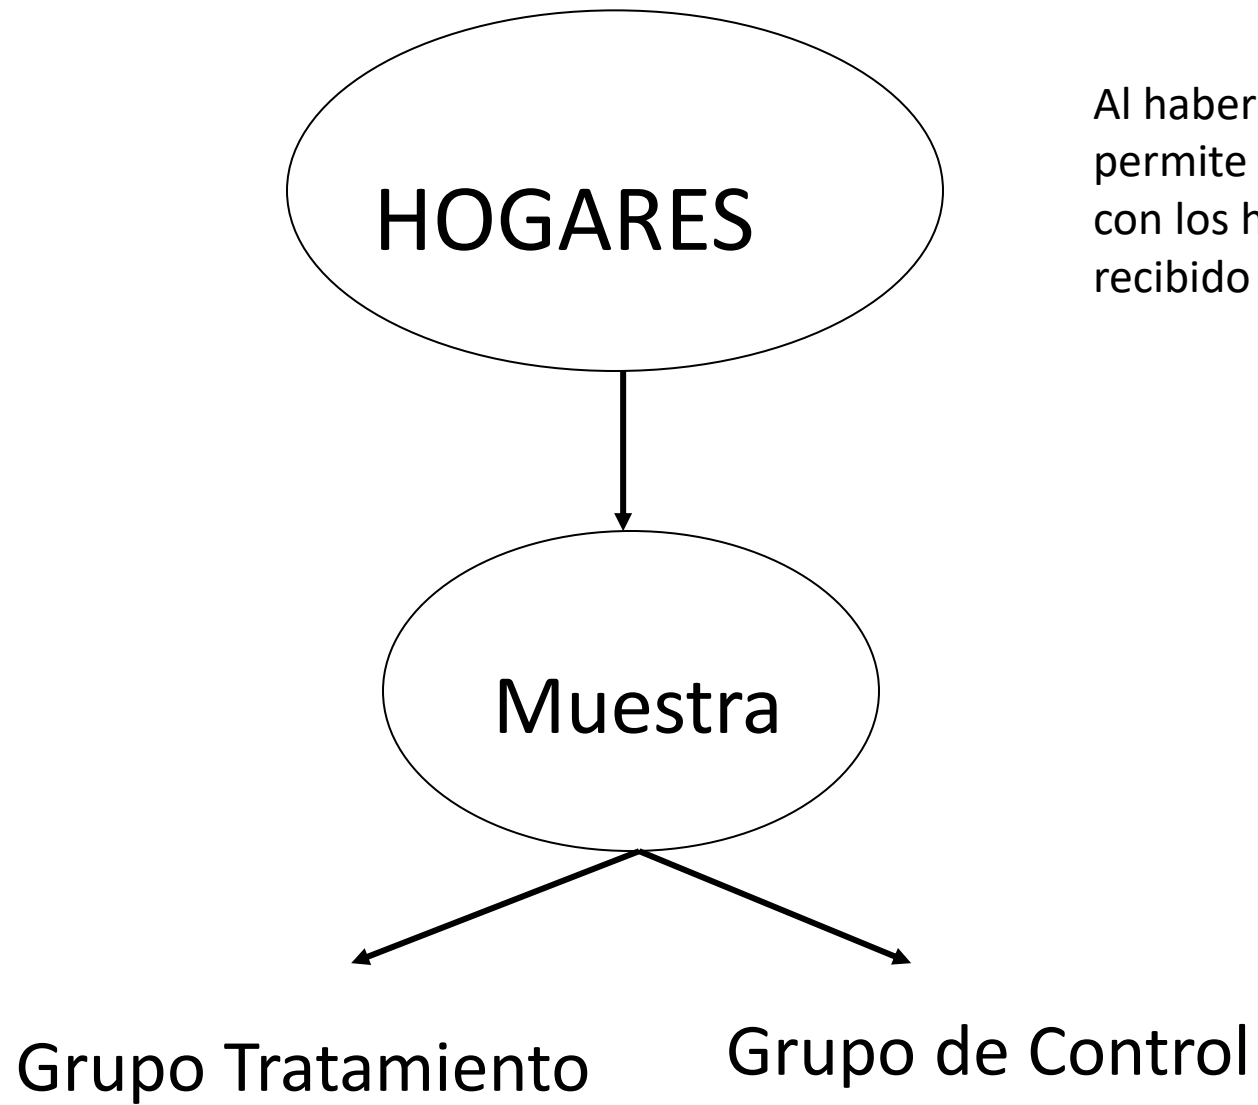 HOGARES
Al haber
permite
con los
recibido
Muestra
Grupo Tratamiento
Grupo de Control